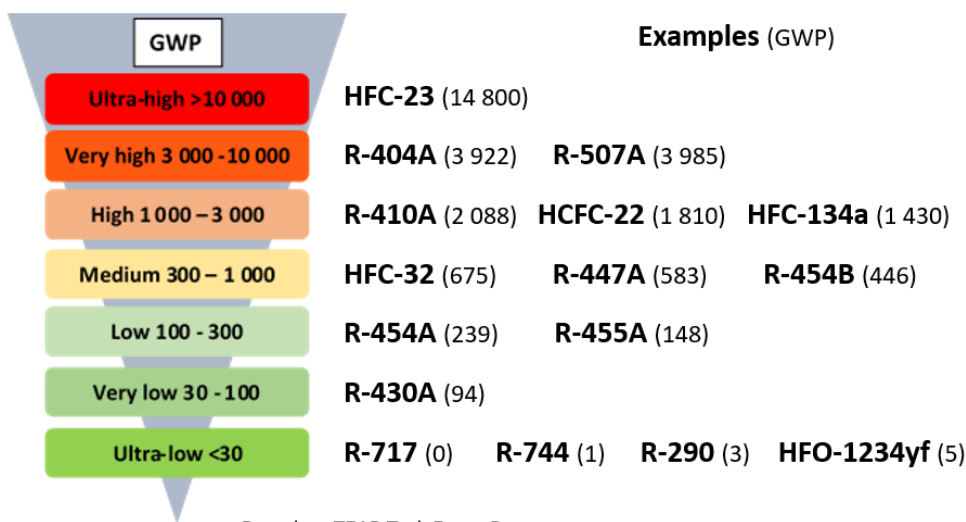 GWP
Examples (GWP)
Ultra-high >10 000
HFC-23 (14 800)
Very high 3 000 -10 000
R-404A (3 922) R-507A (3 985)
High 1 000 – 3 000
R-410A (2 088) HCFC-22 (1 810) HFC-134a (1 430)
Medium 300 – 1 000
HFC-32 (675) R-447A (583) R-454B (446)
Low 100 - 300
R-454A (239) R-455A (148)
Very low 30 - 100
R-430A (94)
Ultra-low <30
R-717 (0) R-744 (1) R-290 (3) HFO-1234yf (5)